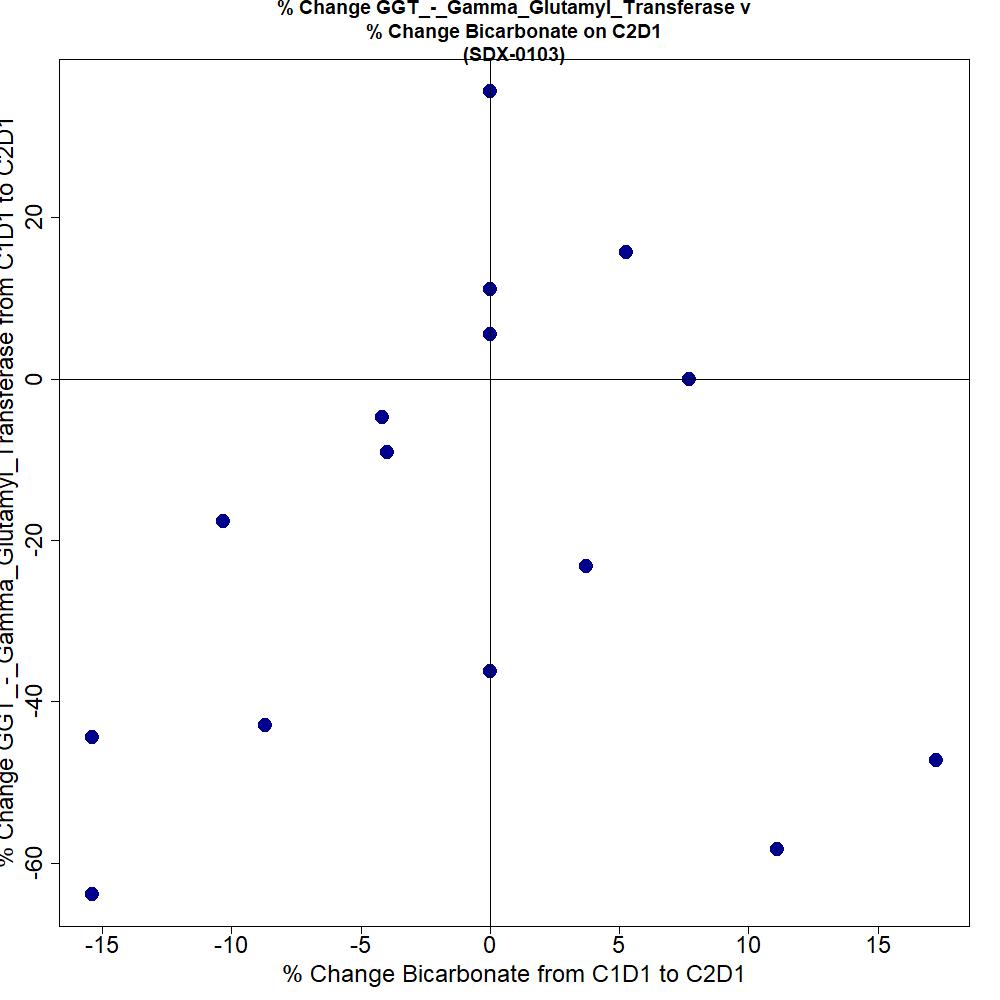 % Change GGT_-_Gamma_Glutamyl_Transferase v
% Change Bicarbonate on C2D1
(SDX-0103)
% Change GGT_-_Gamma_Glutamyl_Transferase from C1D1 to C2D1
20
0
-20
-40
-60
-15
-10
-5
0
5
10
15
% Change Bicarbonate from C1D1 to C2D1